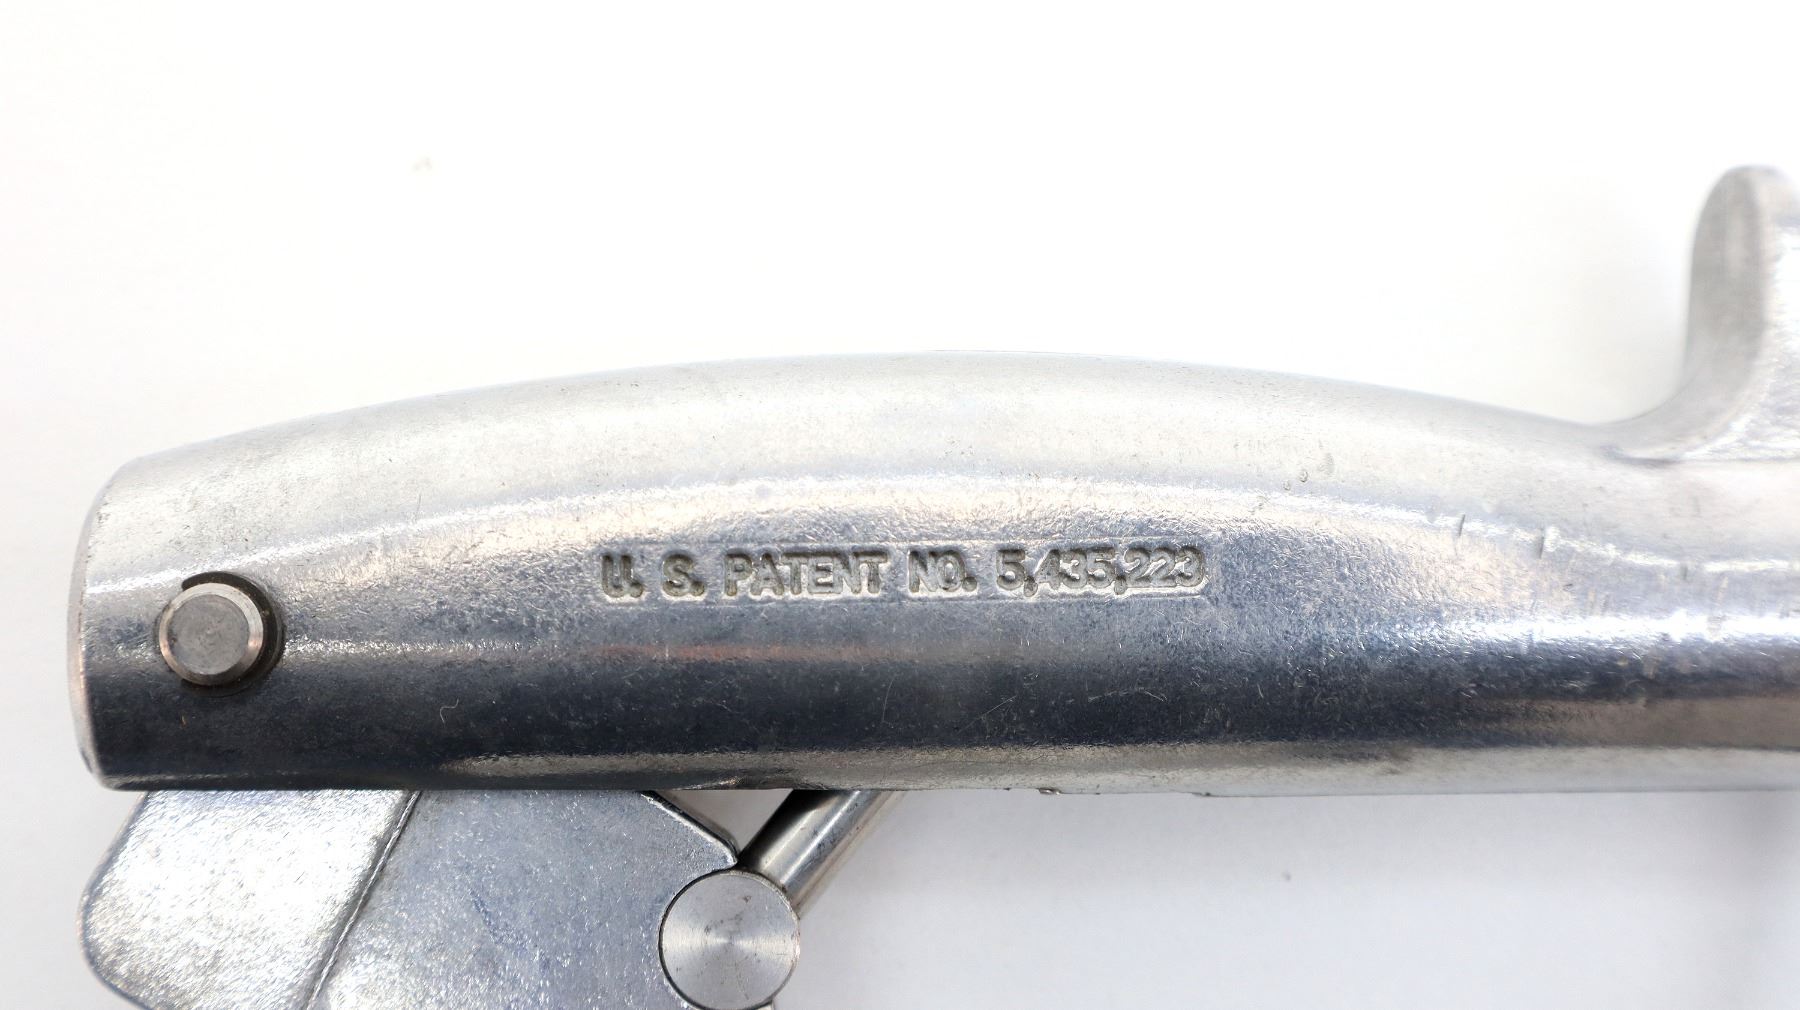 U. S. PATENT NO. 5,435,223